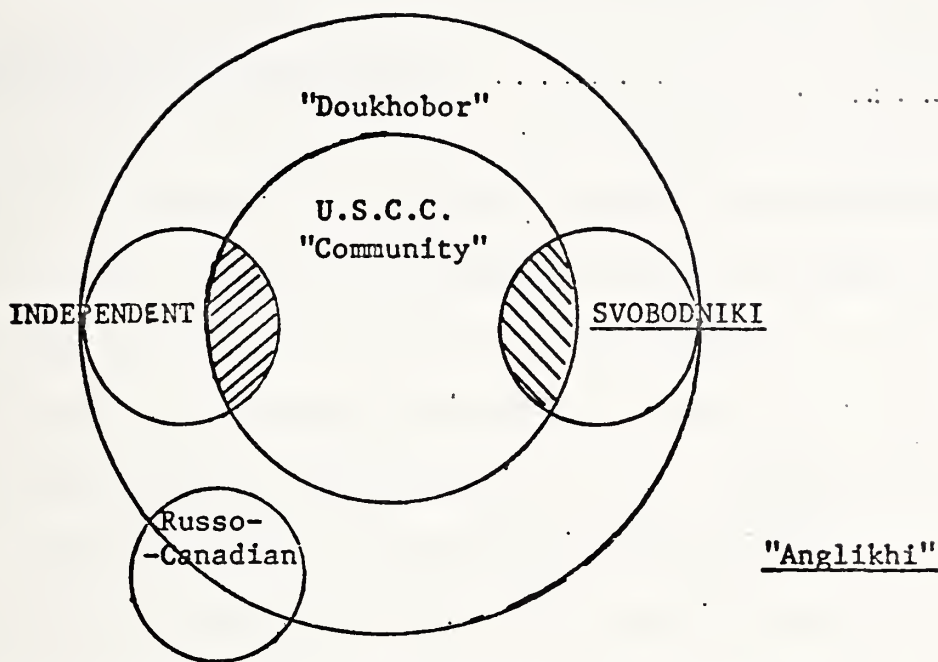 "Doukhobor"
U.S.C.C.
"Community"
INDEPENDENT
SVOBODNIKI
Russo-
-Canadian
"Anglikhi"